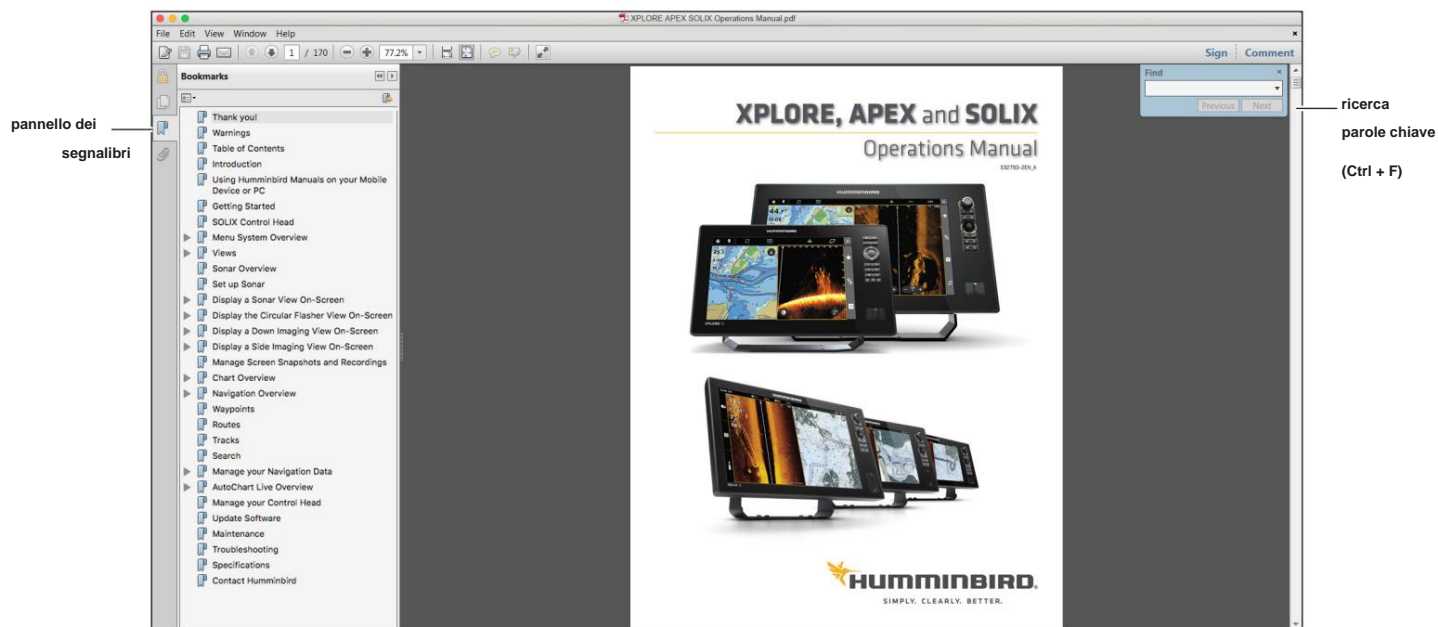 XPLORE APEX SOLIX Operations Manual.pdf
File Edit View Window Help
1 / 170
77.2%
Sign Comment
Bookmarks
Thank you!
Warnings
Table of Contents
Introduction
Using Humminbird Manuals on your Mobile
Device or PC
Getting Started
SOLIX Control Head
Menu System Overview
Views
Sonar Overview
Set up Sonar
Display a Sonar View On-Screen
Display the Circular Flasher View On-Screen
Display a Down Imaging View On-Screen
Display a Side Imaging View On-Screen
Manage Screen Snapshots and Recordings
Chart Overview
Navigation Overview
Waypoints
Routes
Tracks
Search
Manage your Navigation Data
AutoChart Live Overview
Manage your Control Head
Update Software
Maintenance
Troubleshooting
Specifications
Contact Humminbird
pannello dei
segnalibri
XPLORE, APEX and SOLIX
Operations Manual
532703-2EN_A
HUMMINBIRD
HUMMINBIRD.
SIMPLY. CLEARLY. BETTER.
Find
Previous Next
ricerca
parole chiave
(Ctrl + F)